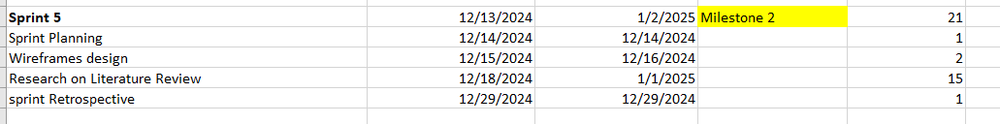 Sprint 5 12/13/2024 1/2/2025 Milestone 2 21
Sprint Planning 12/14/2024 12/14/2024 1
Wireframes design 12/15/2024 12/16/2024 2
Research on Literature Review 12/18/2024 1/1/2025 15
sprint Retrospective 12/29/2024 12/29/2024 1